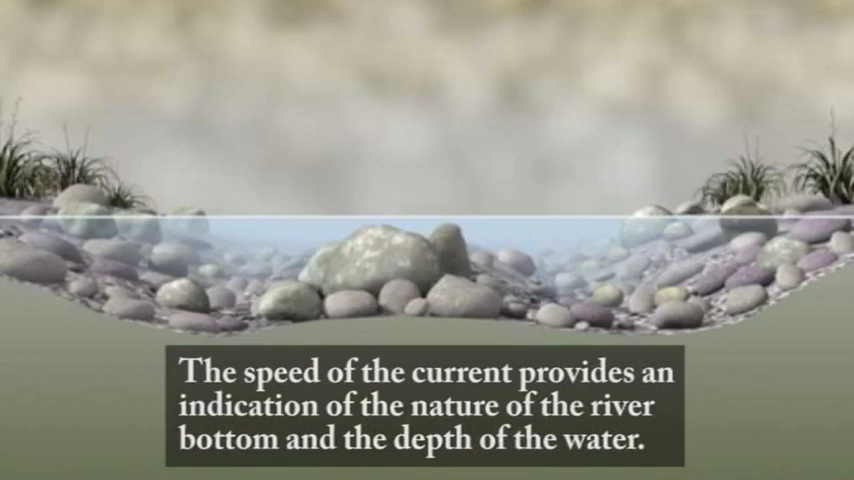 The speed of the current provides an
indication of the nature of the river
bottom and the depth of the water.